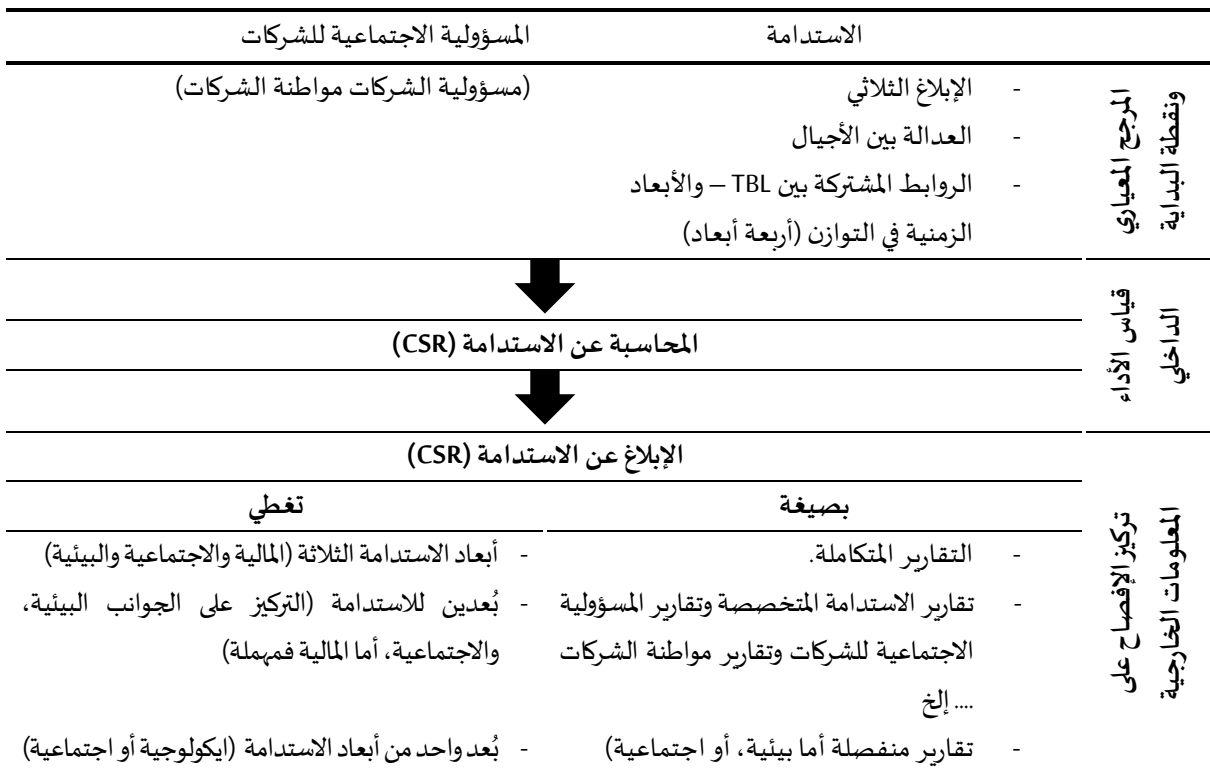 الاستدامة
المسؤولية الاجتماعية للشركات
المرجع المعياري
ونقطة البداية
- الإبلاغ الثلاثي
- العدالة بين الأجيال
- الروابط المشتركة بين TBL – والأبعاد
الزمنية في التوازن (أربعة أبعاد)
(مسؤولية الشركات مواطنة الشركات)
قياس الأداء
الداخلي
المحاسبة عن الاستدامة (CSR)
الإبلاغ عن الاستدامة (CSR)
تركيز الإفصاح على
المعلومات الخارجية
بصيغة
تغطي
- التقارير المتكاملة.
- أبعاد الاستدامة الثلاثة (المالية والاجتماعية والبيئية)
- تقارير الاستدامة المتخصصة وتقارير المسؤولية
الاجتماعية للشركات وتقارير مواطنة الشركات
.... إلخ
- بُعدين للاستدامة (التركيز على الجوانب البيئية،
والاجتماعية، أما المالية فمهملة)
- تقارير منفصلة أما بيئية، أو اجتماعية)
- بُعد واحد من أبعاد الاستدامة (ايكولوجية أو اجتماعية)